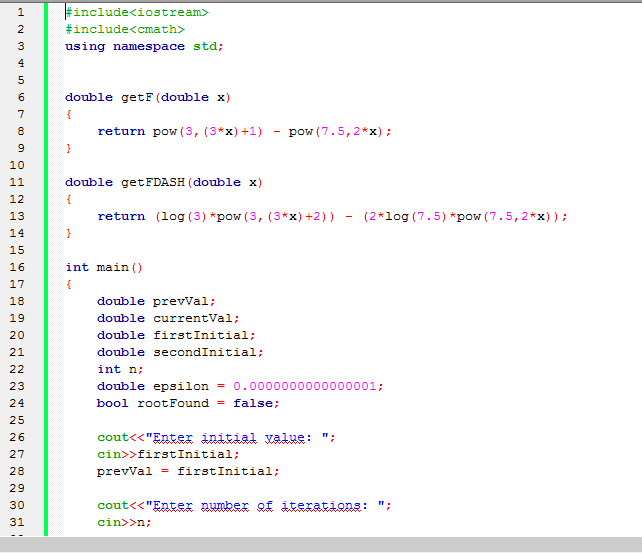 1 #include<iostream>
2 #include<cmath>
3 using namespace std;
4
5
6 double getF(double x)
7 {
8 return pow(3,(3*x)+1) - pow(7.5,2*x);
9 }
10
11 double getFDASH(double x)
12 {
13 return (log(3)*pow(3,(3*x)+2)) - (2*log(7.5)*pow(7.5,2*x));
14 }
15
16 int main()
17 {
18 double prevVal;
19 double currentVal;
20 double firstInitial;
21 double secondInitial;
22 int n;
23 double epsilon = 0.0000000000000001;
24 bool rootFound = false;
25
26 cout<<"Enter initial value: ";
27 cin>>firstInitial;
28 prevVal = firstInitial;
29
30 cout<<"Enter number of iterations: ";
31 cin>>n;